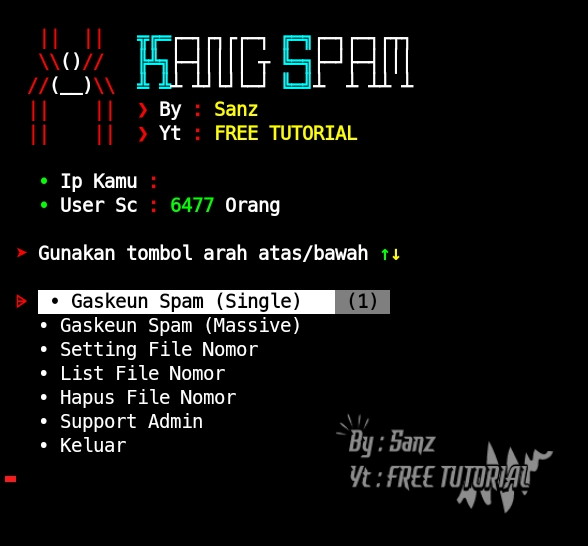 KANG SPAM
❯ By : Sanz
❯ Yt : FREE TUTORIAL
• Ip Kamu :
• User Sc : 6477 Orang
➤ Gunakan tombol arah atas/bawah ↑↓
• Gaskeun Spam (Single) (1)
• Gaskeun Spam (Massive)
• Setting File Nomor
• List File Nomor
• Hapus File Nomor
• Support Admin
• Keluar
By : Sanz
Yt : FREE TUTORIAL